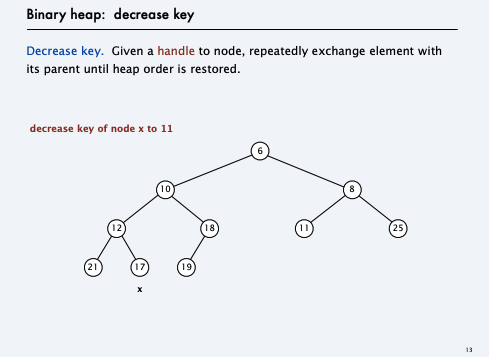 Binary heap: decrease key
Decrease key. Given a handle to node, repeatedly exchange element with
its parent until heap order is restored.
decrease key of node x to 11
6
10 8
12 18 11 25
21 17 19
x
13